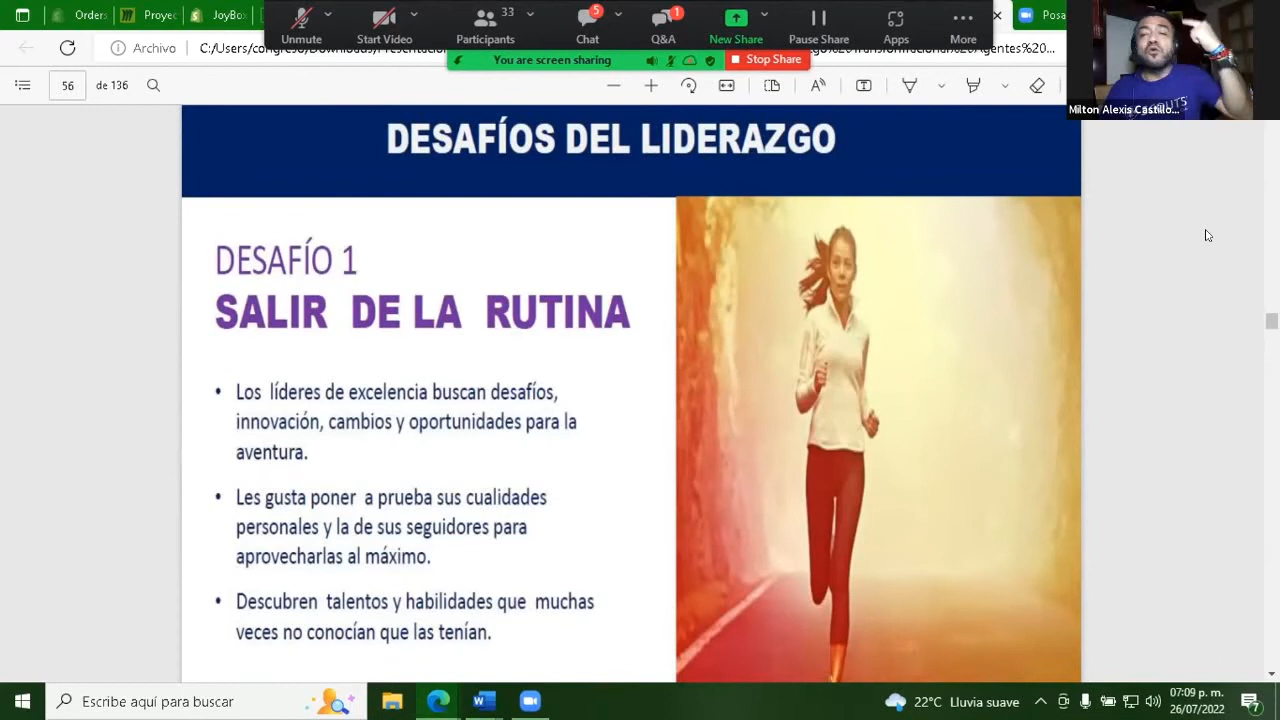 Órders
M Proyec
JoyBox
Posa
33
5
1
Unmute
Start Video
Participants
Chat
Q&A
New Share
Pause Share
Apps
More
Archivo
C:/Users/congres
You are screen sharing
Stop Share
56
de 136
Milton Alexis Castillo...
DESAFÍOS DEL LIDERAZGO
DESAFÍO 1
SALIR DE LA RUTINA
• Los líderes de excelencia buscan desafíos,
innovación, cambios y oportunidades para la
aventura.
• Les gusta poner a prueba sus cualidades
personales y la de sus seguidores para
aprovecharlas al máximo.
• Descubren talentos y habilidades que muchas
veces no conocían que las tenían.
Escribe aquí para buscar
22°C Lluvia suave
07:09 p. m.
26/07/2022
7